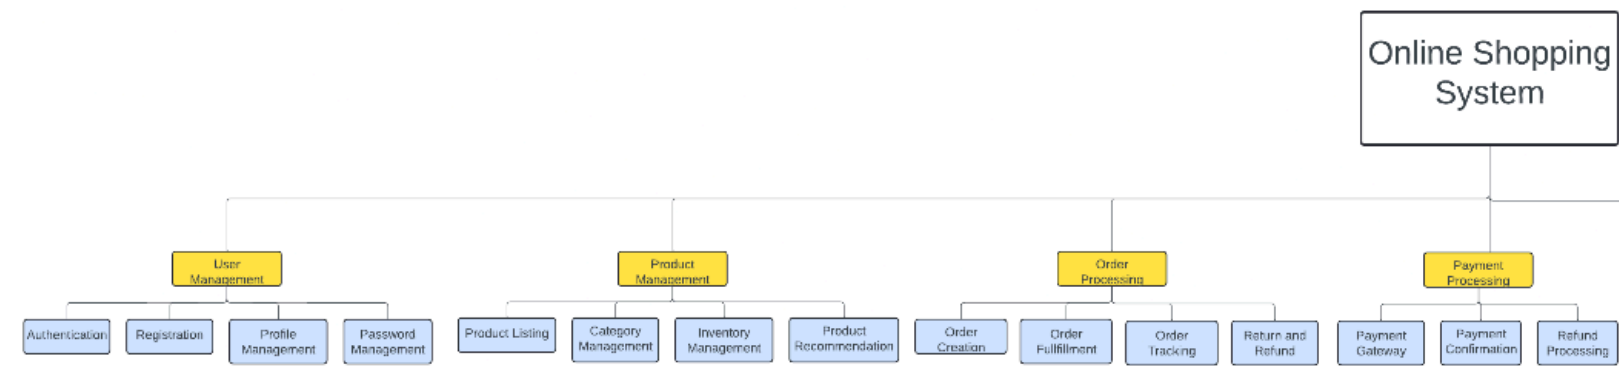 Online Shopping
System
User
Management
Product
Management
Order
Processing
Payment
Processing
Authentication
Registration
Profile
Management
Password
Management
Product Listing
Category
Management
Inventory
Management
Product
Recommendation
Order
Creation
Order
Fullfillment
Order
Tracking
Return and
Refund
Payment
Gateway
Payment
Confirmation
Refund
Processing